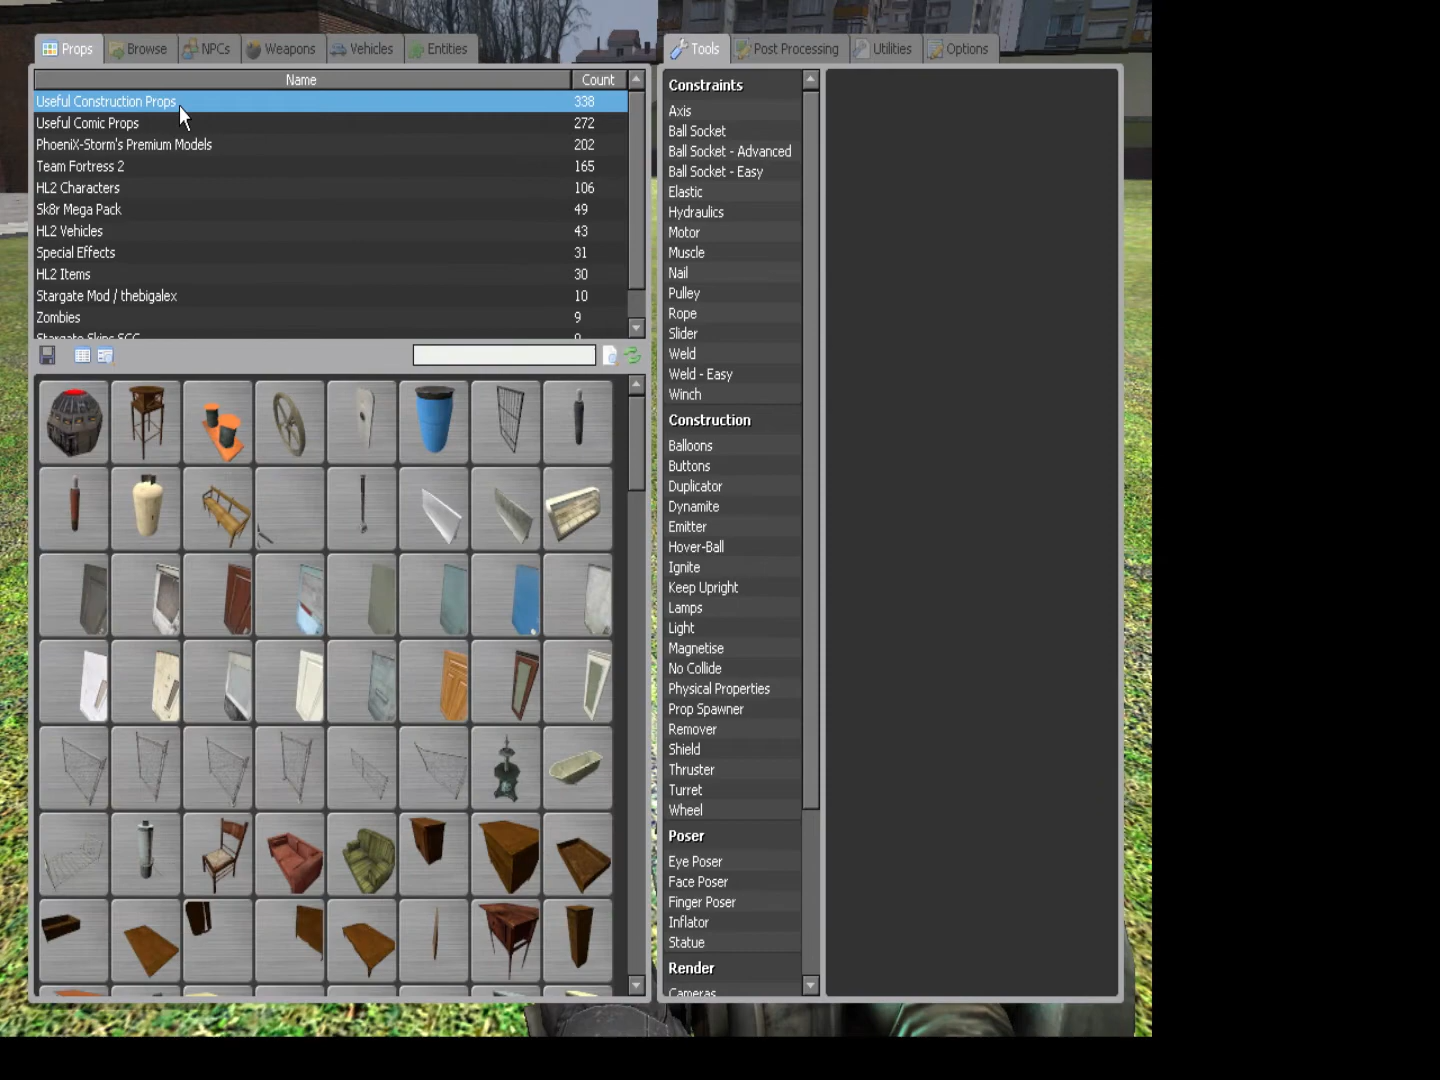 Props
Browse
NPCs
Weapons
Vehicles
Entities
Name
Count
Useful Construction Props
338
Useful Comic Props
272
PhoeniX-Storm's Premium Models
202
Team Fortress 2
165
HL2 Characters
106
Sk8r Mega Pack
49
HL2 Vehicles
43
Special Effects
31
HL2 Items
30
Stargate Mod / thebigalex
10
Zombies
9
Tools
Post Processing
Utilities
Options
Constraints
Axis
Ball Socket
Ball Socket - Advanced
Ball Socket - Easy
Elastic
Hydraulics
Motor
Muscle
Nail
Pulley
Rope
Slider
Weld
Weld - Easy
Winch
Construction
Balloons
Buttons
Duplicator
Dynamite
Emitter
Hover-Ball
Ignite
Keep Upright
Lamps
Light
Magnetise
No Collide
Physical Properties
Prop Spawner
Remover
Shield
Thruster
Turret
Wheel
Poser
Eye Poser
Face Poser
Finger Poser
Inflator
Statue
Render
Cameras